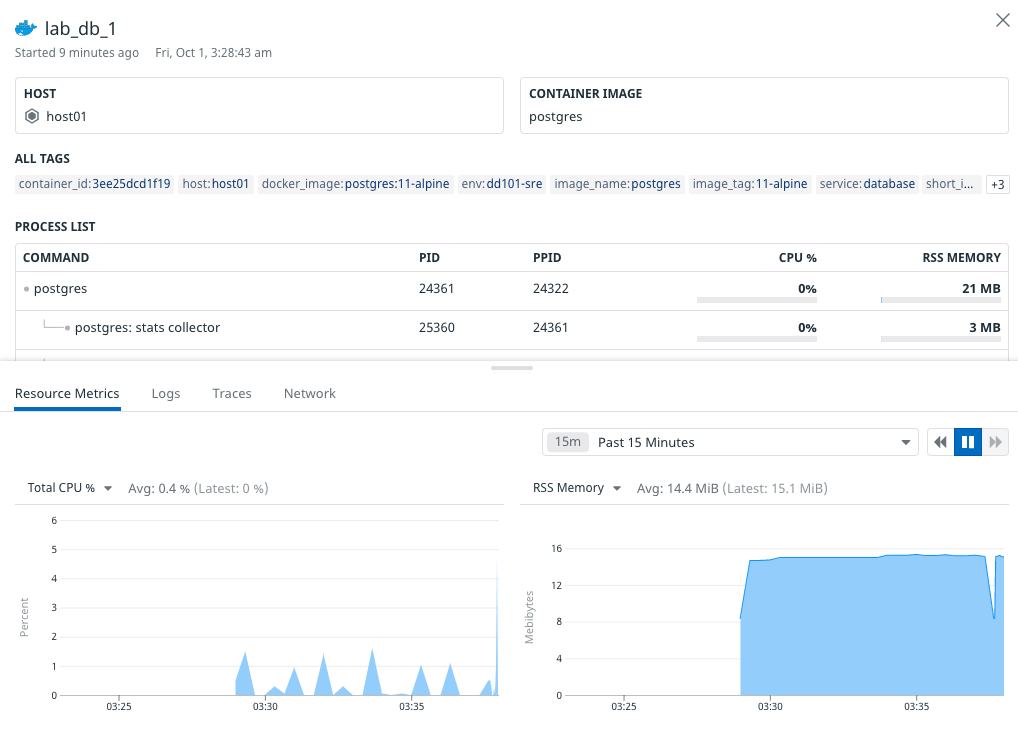 lab_db_1
Started 9 minutes ago Fri, Oct 1, 3:28:43 am
HOST
host01
CONTAINER IMAGE
postgres
ALL TAGS
container_id:3ee25dcd1f19 host:host01 docker_image:postgres:11-alpine env:dd101-sre image_name:postgres image_tag:11-alpine service:database short_i... +3
PROCESS LIST
COMMAND PID PPID CPU % RSS MEMORY
postgres 24361 24322 0% 21 MB
postgres: stats collector 25360 24361 0% 3 MB
Resource Metrics Logs Traces Network
15m Past 15 Minutes
Total CPU % Avg: 0.4 % (Latest: 0 %)
6
5
4
3
2
1
0
Percent
03:25 03:30 03:35
RSS Memory Avg: 14.4 MiB (Latest: 15.1 MiB)
16
12
8
4
0
Mebibytes
03:25 03:30 03:35